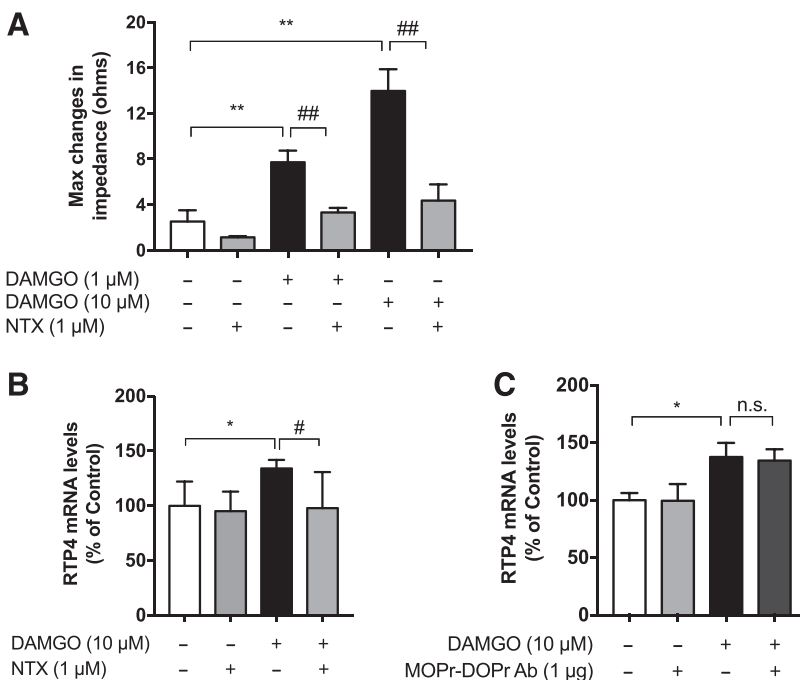 A
Max changes in
impedance (ohms)
20
16
12
8
4
0
**
##
**
##
DAMGO (1 µM) – – + + – –
DAMGO (10 µM) – – – – + +
NTX (1 µM) – + – + – +
B
RTP4 mRNA levels
(% of Control)
200
150
100
50
0
*
#
DAMGO (10 µM) – – + +
NTX (1 µM) – + – +
C
RTP4 mRNA levels
(% of Control)
200
150
100
50
0
*
n.s.
DAMGO (10 µM) – – + +
MOPr-DOPr Ab (1 µg) – + – +